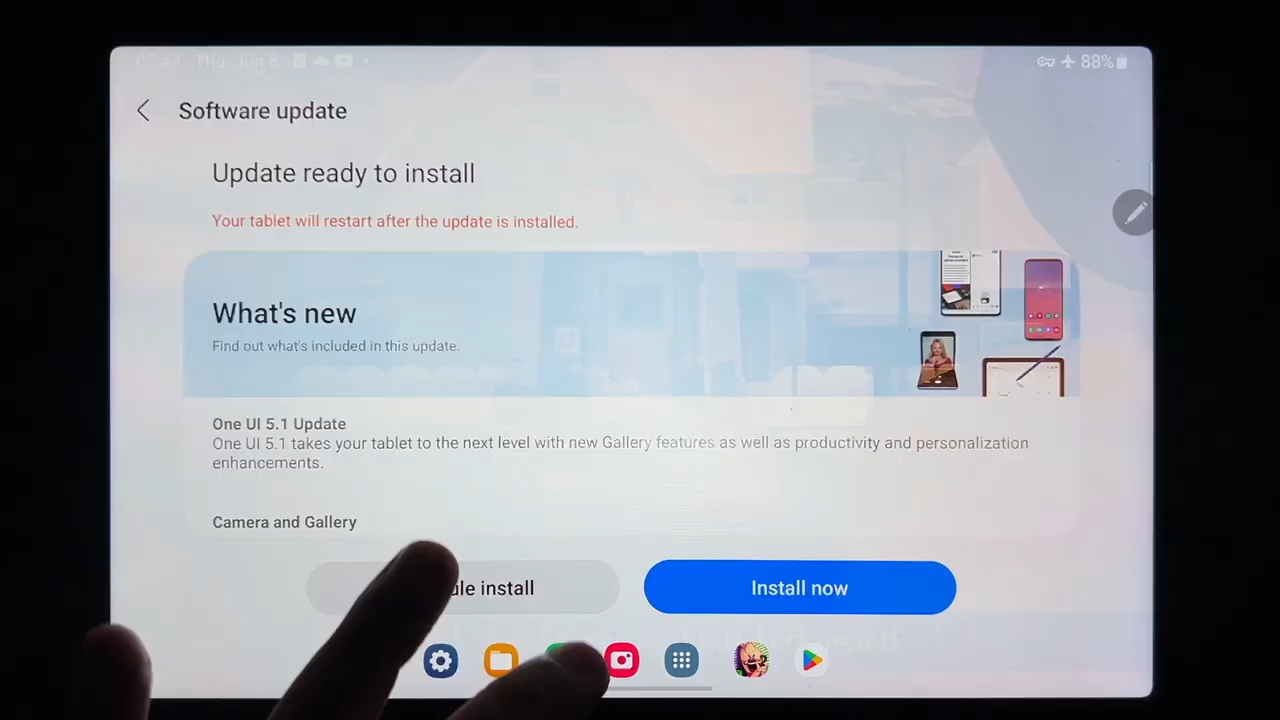 Thu, Jun 8
88%
Software update
Update ready to install
Your tablet will restart after the update is installed.
What's new
Find out what's included in this update.
One UI 5.1 Update
One UI 5.1 takes your tablet to the next level with new Gallery features as well as productivity and personalization
enhancements.
Camera and Gallery
install
Install now